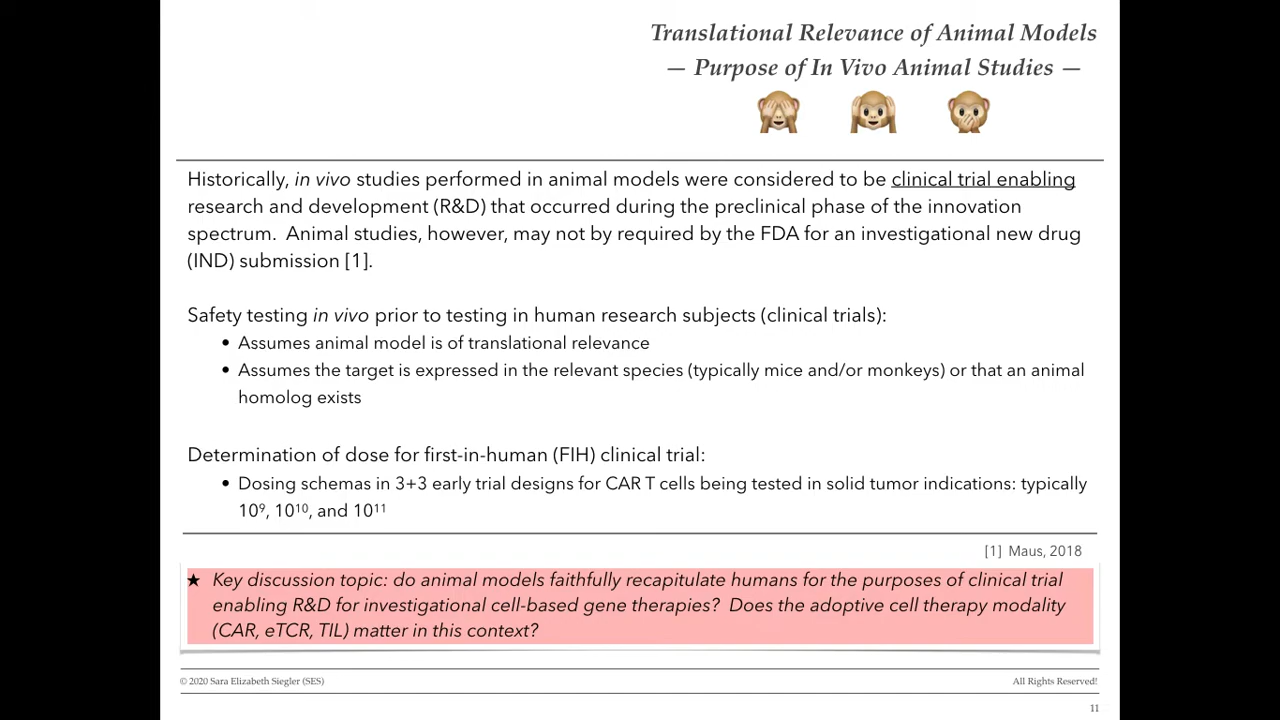 Translational Relevance of Animal Models
— Purpose of In Vivo Animal Studies —
Historically, in vivo studies performed in animal models were considered to be clinical trial enabling
research and development (R&D) that occurred during the preclinical phase of the innovation
spectrum.  Animal studies, however, may not by required by the FDA for an investigational new drug
(IND) submission [1].
Safety testing in vivo prior to testing in human research subjects (clinical trials):
• Assumes animal model is of translational relevance
• Assumes the target is expressed in the relevant species (typically mice and/or monkeys) or that an animal
homolog exists
Determination of dose for first-in-human (FIH) clinical trial:
• Dosing schemas in 3+3 early trial designs for CAR T cells being tested in solid tumor indications: typically
10⁹, 10¹⁰, and 10¹¹
[1]  Maus, 2018
★ Key discussion topic: do animal models faithfully recapitulate humans for the purposes of clinical trial
enabling R&D for investigational cell-based gene therapies?  Does the adoptive cell therapy modality
(CAR, eTCR, TIL) matter in this context?
© 2020 Sara Elizabeth Siegler (SES)
All Rights Reserved!
11